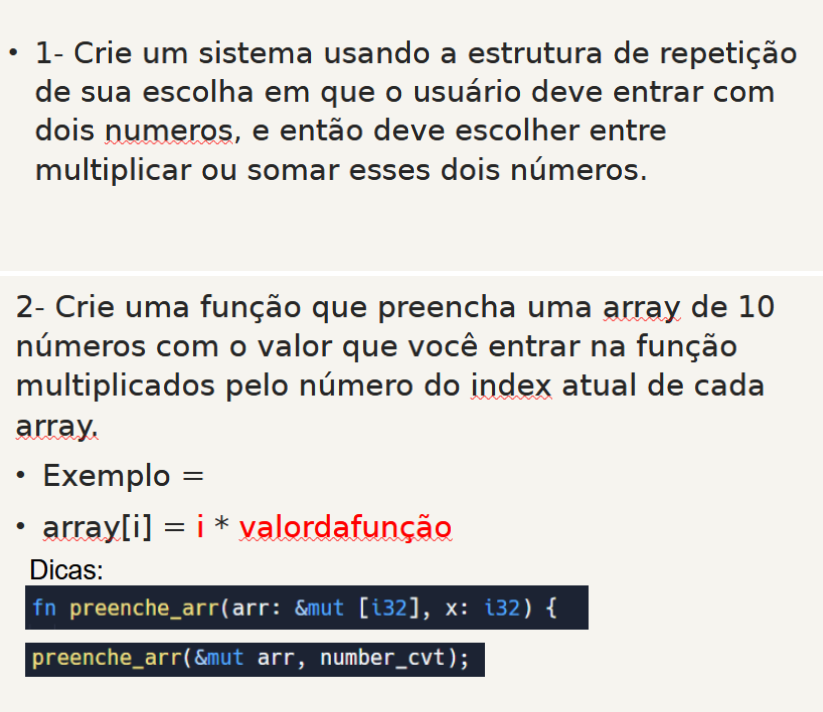 • 1- Crie um sistema usando a estrutura de repetição
de sua escolha em que o usuário deve entrar com
dois numeros, e então deve escolher entre
multiplicar ou somar esses dois números.
2- Crie uma função que preencha uma array de 10
números com o valor que você entrar na função
multiplicados pelo número do index atual de cada
array.
• Exemplo =
• array[i] = i * valordafunção
Dicas:
fn preenche_arr(arr: &mut [i32], x: i32) {
preenche_arr(&mut arr, number_cvt);